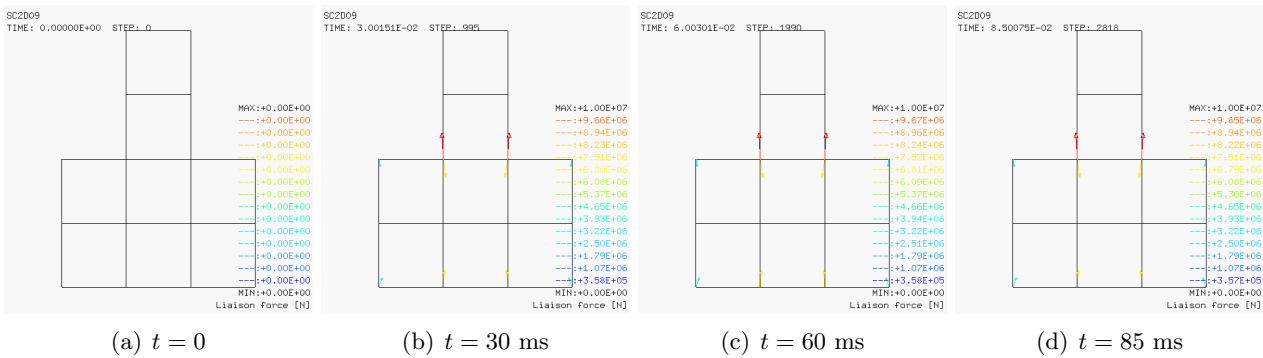 SC2D09
TIME: 0.00000E+00 STEP: 0
MAX:+0.00E+00
---:+0.00E+00
---:+0.00E+00
---:+0.00E+00
---:+0.00E+00
---:+0.00E+00
---:+0.00E+00
---:+0.00E+00
---:+0.00E+00
---:+0.00E+00
---:+0.00E+00
---:+0.00E+00
---:+0.00E+00
---:+0.00E+00
---:+0.00E+00
MIN:+0.00E+00
Liaison force [N]
(a) t = 0
SC2D09
TIME: 3.00151E-02 STEP: 995
MAX:+1.00E+07
---:+9.66E+06
---:+8.94E+06
---:+8.23E+06
---:+7.51E+06
---:+6.80E+06
---:+6.08E+06
---:+5.37E+06
---:+4.65E+06
---:+3.93E+06
---:+3.22E+06
---:+2.50E+06
---:+1.79E+06
---:+1.07E+06
---:+3.58E+05
MIN:+0.00E+00
Liaison force [N]
(b) t = 30 ms
SC2D09
TIME: 6.00301E-02 STEP: 1990
MAX:+1.00E+07
---:+9.67E+06
---:+8.96E+06
---:+8.24E+06
---:+7.52E+06
---:+6.81E+06
---:+6.09E+06
---:+5.37E+06
---:+4.66E+06
---:+3.94E+06
---:+3.22E+06
---:+2.51E+06
---:+1.79E+06
---:+1.07E+06
---:+3.58E+05
MIN:+0.00E+00
Liaison force [N]
(c) t = 60 ms
SC2D09
TIME: 8.50075E-02 STEP: 2818
MAX:+1.00E+07
---:+9.65E+06
---:+8.94E+06
---:+8.22E+06
---:+7.51E+06
---:+6.79E+06
---:+6.08E+06
---:+5.36E+06
---:+4.65E+06
---:+3.93E+06
---:+3.22E+06
---:+2.50E+06
---:+1.79E+06
---:+1.07E+06
---:+3.57E+05
MIN:+0.00E+00
Liaison force [N]
(d) t = 85 ms